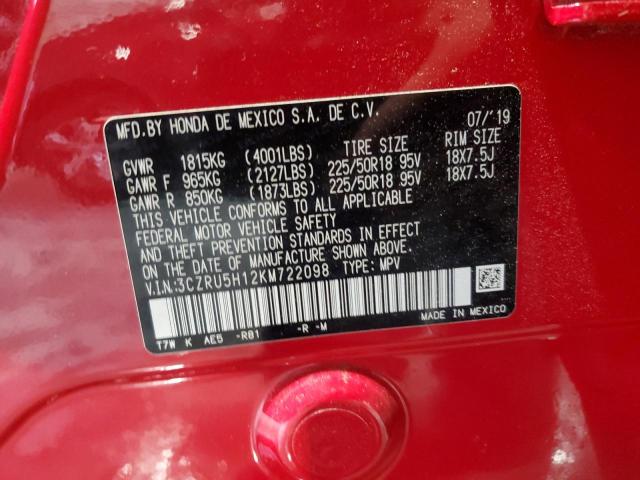 MFD.BY HONDA DE MEXICO S.A. DE C.V. 07/'19
TIRE SIZE RIM SIZE
GVWR 1815KG (4001LBS)
GAWR F 965KG (2127LBS) 225/50R18 95V 18X7.5J
GAWR R 850KG (1873LBS) 225/50R18 95V 18X7.5J
THIS VEHICLE CONFORMS TO ALL APPLICABLE
FEDERAL MOTOR VEHICLE SAFETY
AND THEFT PREVENTION STANDARDS IN EFFECT
ON THE DATE OF MANUFACTURE SHOWN ABOVE.
V.I.N:3CZRU5H12KM722098 TYPE: MPV
MADE IN MEXICO
T7W K AE5 -R81 -R -M